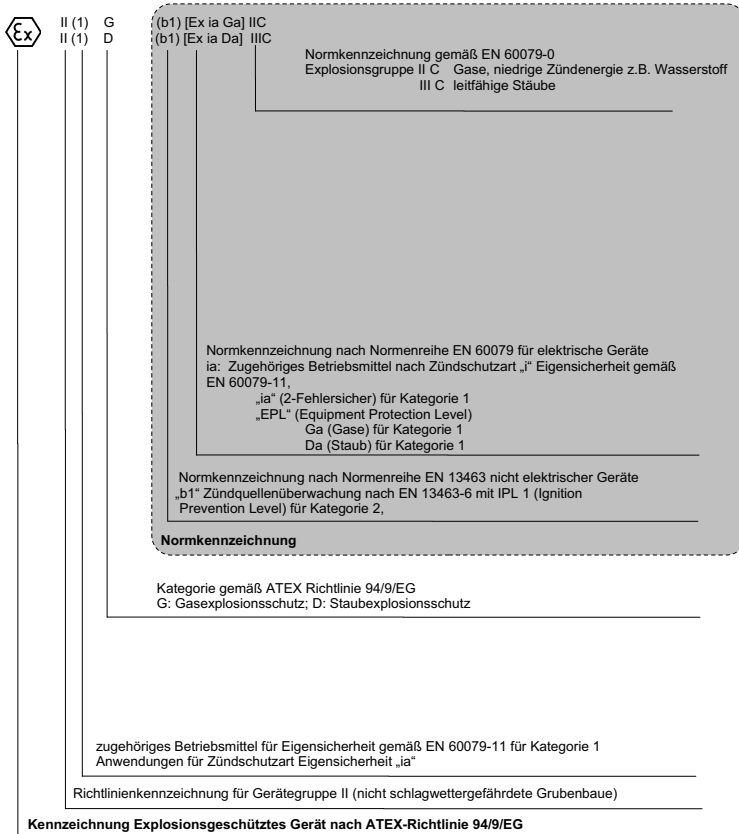 Ex II (1) G (b1) [Ex ia Ga] IIC
II (1) D (b1) [Ex ia Da] IIIC
Normkennzeichnung gemäß EN 60079-0
Explosionsgruppe II C Gase, niedrige Zündenergie z.B. Wasserstoff
III C leitfähige Stäube
Normkennzeichnung nach Normenreihe EN 60079 für elektrische Geräte
ia: Zugehöriges Betriebsmittel nach Zündschutzart „i“ Eigensicherheit gemäß
EN 60079-11,
„ia“ (2-Fehlersicher) für Kategorie 1
„EPL“ (Equipment Protection Level)
Ga (Gase) für Kategorie 1
Da (Staub) für Kategorie 1
Normkennzeichnung nach Normenreihe EN 13463 nicht elektrischer Geräte
„b1“ Zündquellenüberwachung nach EN 13463-6 mit IPL 1 (Ignition
Prevention Level) für Kategorie 2,
Normkennzeichnung
Kategorie gemäß ATEX Richtlinie 94/9/EG
G: Gasexplosionsschutz; D: Staubexplosionsschutz
zugehöriges Betriebsmittel für Eigensicherheit gemäß EN 60079-11 für Kategorie 1
Anwendungen für Zündschutzart Eigensicherheit „ia“
Richtlinienkennzeichnung für Gerätegruppe II (nicht schlagwettergefährdete Grubenbaue)
Kennzeichnung Explosionsgeschütztes Gerät nach ATEX-Richtlinie 94/9/EG